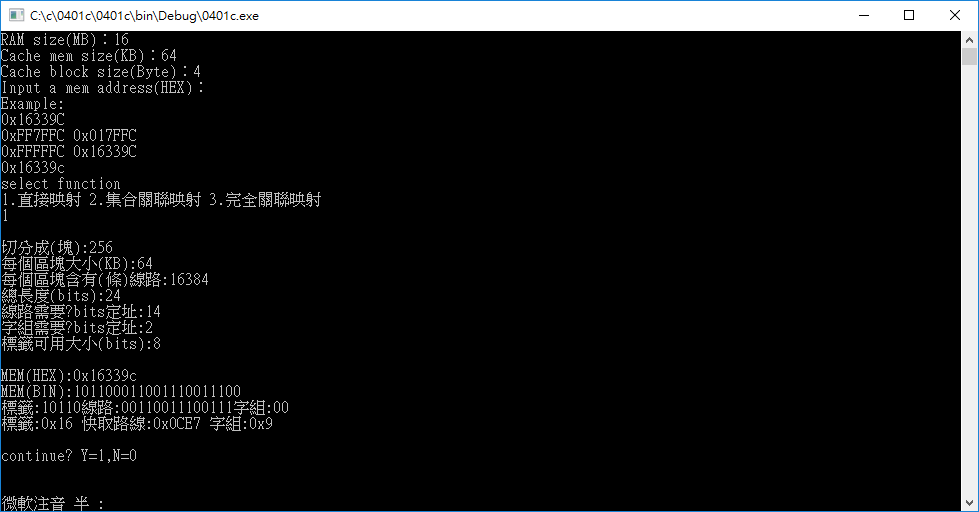 C:\c\0401c\0401c\bin\Debug\0401c.exe
RAM size(MB)：16
Cache mem size(KB)：64
Cache block size(Byte)：4
Input a mem address(HEX)：
Example:
0x16339C
0xFF7FFC 0x017FFC
0xFFFFFC 0x16339C
0x16339c
select function
1.直接映射 2.集合關聯映射 3.完全關聯映射
1
切分成(塊):256
每個區塊大小(KB):64
每個區塊含有(條)線路:16384
總長度(bits):24
線路需要?bits定址:14
字組需要?bits定址:2
標籤可用大小(bits):8
MEM(HEX):0x16339c
MEM(BIN):101100011001110011100
標籤:10110線路:00110011100111字組:00
標籤:0x16 快取路線:0x0CE7 字組:0x9
continue? Y=1,N=0
微軟注音 半 :